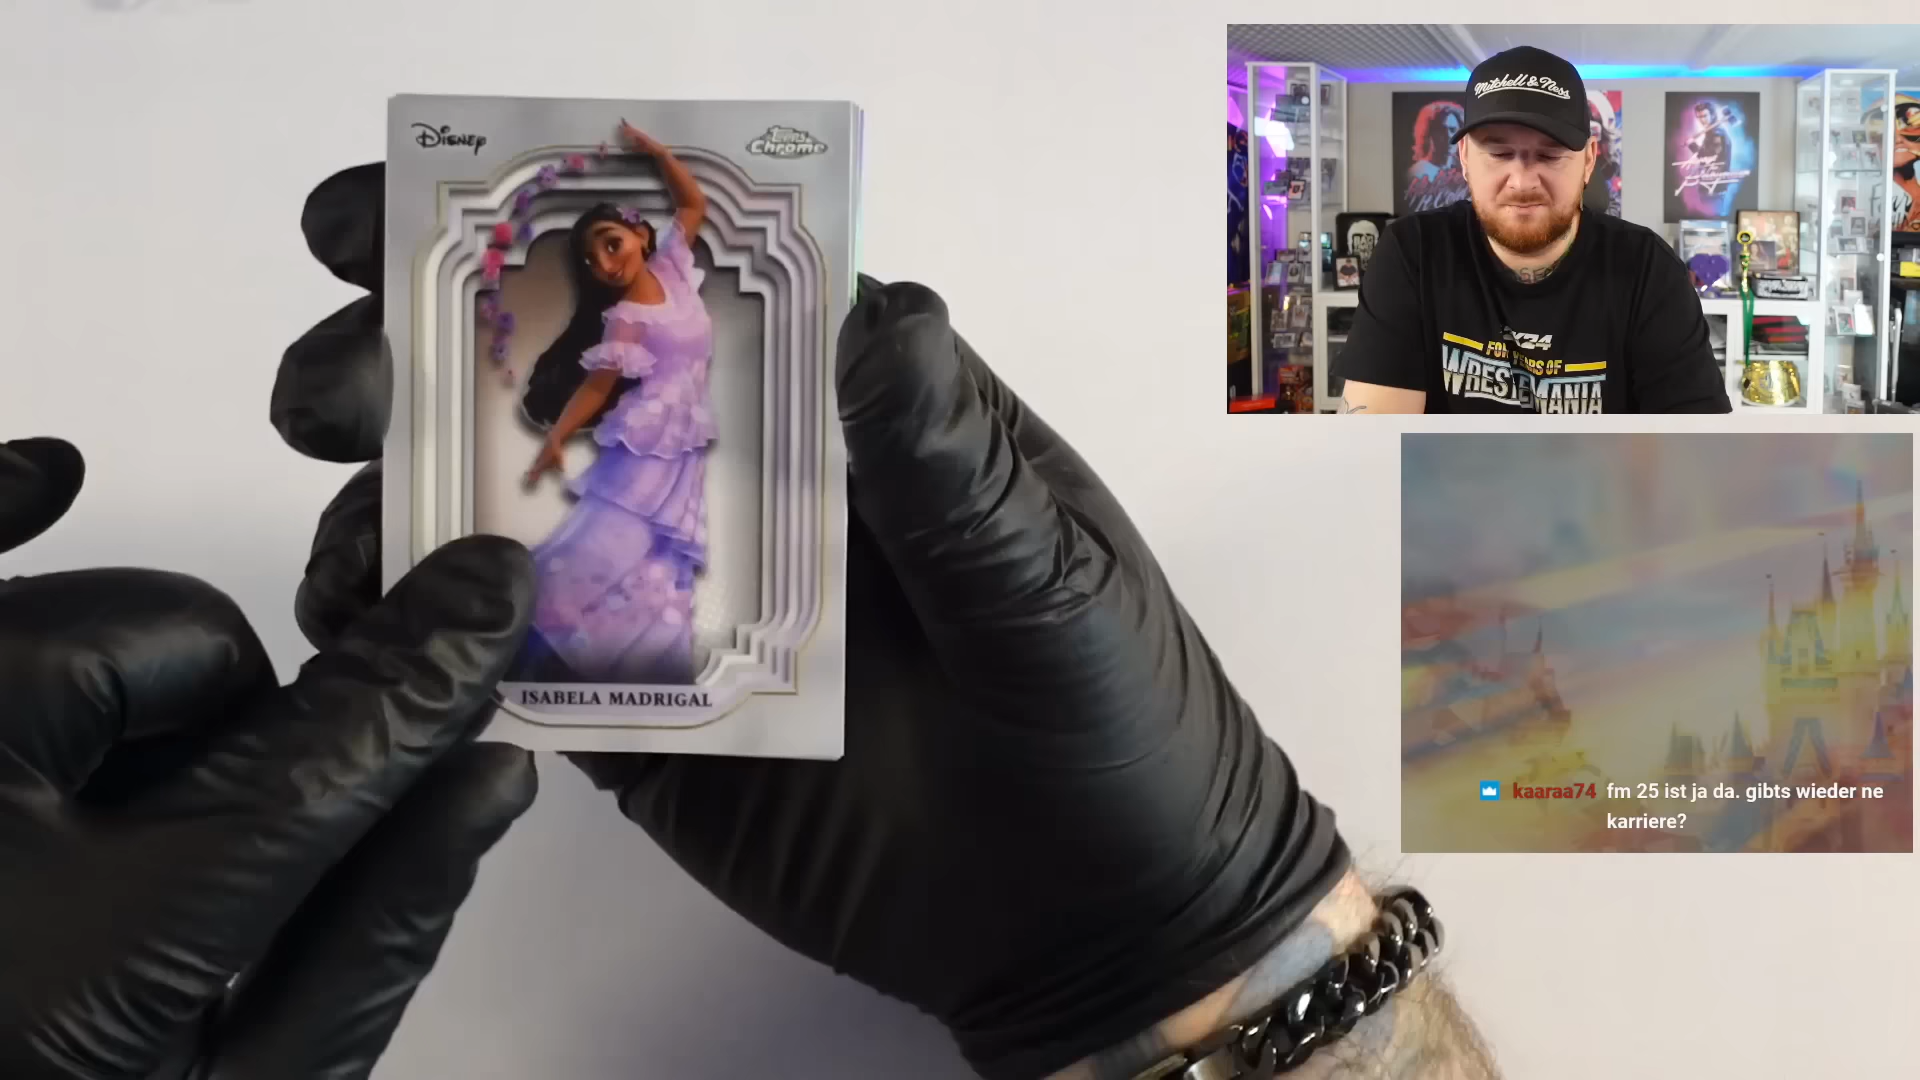 Disney
Topps
Chrome
ISABELA MADRIGAL
Mitchell & Ness
2K24
FORTY YEARS OF
WRESTLEMANIA
kaaraa74 fm 25 ist ja da. gibts wieder ne
karriere?